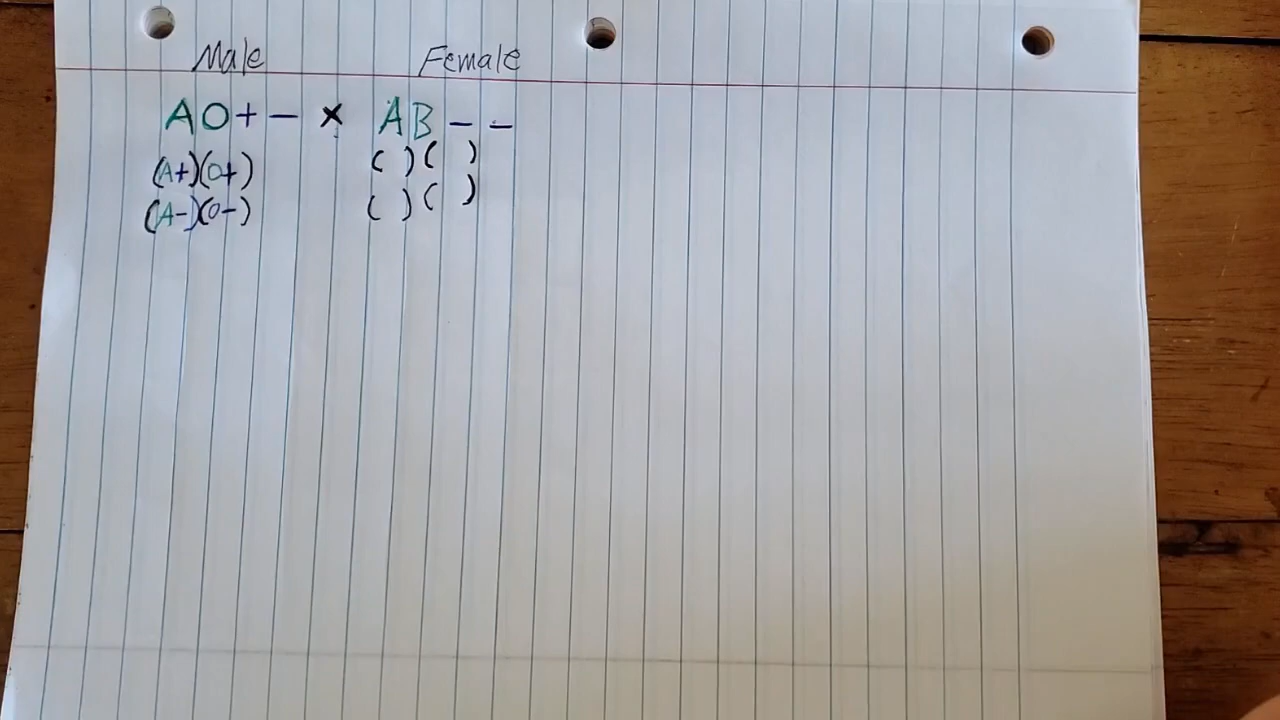 Male Female
AO+- × AB--
(A+)(O+) ( )( )
(A-)(O-) ( )( )